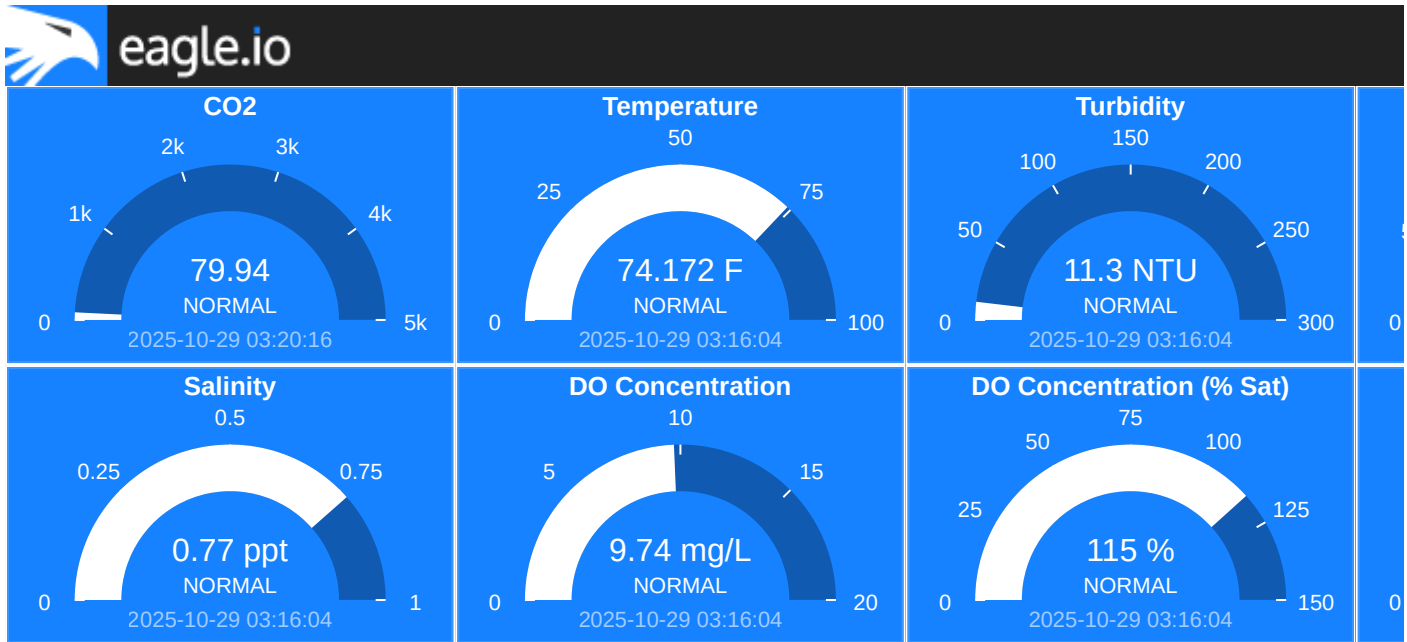 eagle.io
CO2
2k
3k
1k
4k
79.94
NORMAL
0
5k
2025-10-29 03:20:16
Temperature
50
25
75
74.172 F
NORMAL
0
100
2025-10-29 03:16:04
Turbidity
150
100
200
50
250
11.3 NTU
NORMAL
0
300
2025-10-29 03:16:04
0
Salinity
0.5
0.25
0.75
0.77 ppt
NORMAL
0
1
2025-10-29 03:16:04
DO Concentration
10
5
15
9.74 mg/L
NORMAL
0
20
2025-10-29 03:16:04
DO Concentration (% Sat)
75
50
100
25
125
115 %
NORMAL
0
150
2025-10-29 03:16:04
0